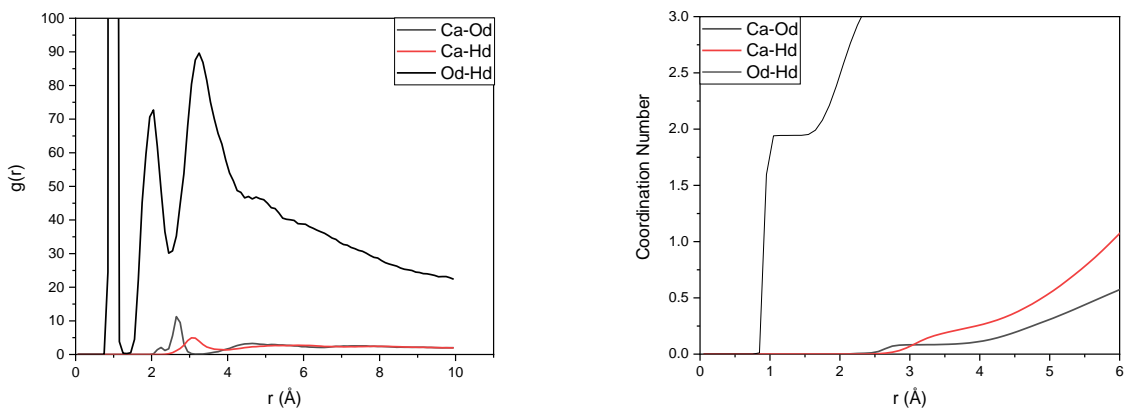 100
90
80
70
60
50
40
30
20
10
0
g(r)
0 2 4 6 8 10
r (Å)
Ca-Od
Ca-Hd
Od-Hd
3.0
2.5
2.0
1.5
1.0
0.5
0.0
Coordination Number
0 1 2 3 4 5 6
r (Å)
Ca-Od
Ca-Hd
Od-Hd